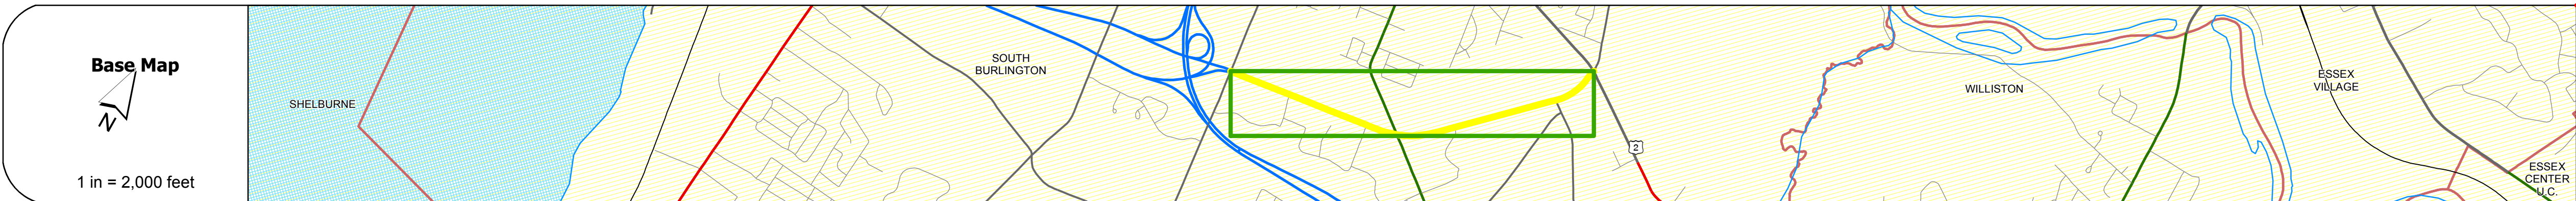 Base Map
N
1 in = 2,000 feet
SHELBURNE
SOUTH
BURLINGTON
2
WILLISTON
ESSEX
VILLAGE
ESSEX
CENTER
U.C.